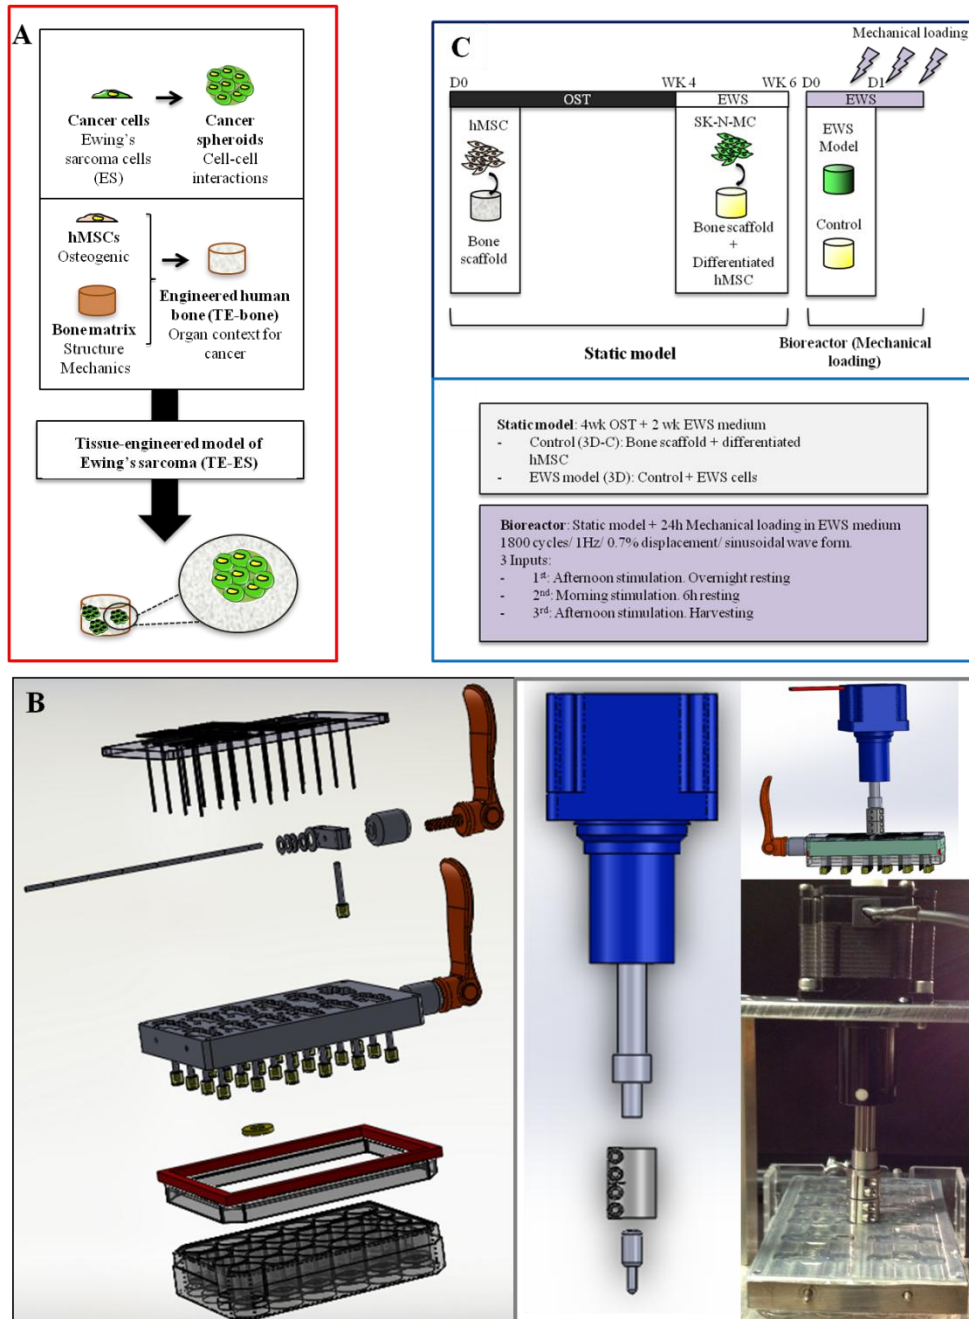 A
Cancer cells
Ewing's
sarcoma cells
(ES)
Cancer
spheroids
Cell-cell
interactions
hMSCs
Osteogenic
Bone matrix
Structure
Mechanics
Engineered human
bone (TE-bone)
Organ context for
cancer
Tissue-engineered model of
Ewing's sarcoma (TE-ES)
C
Mechanical loading
D0
WK 4
WK 6
D0
D1
OST
EWS
EWS
hMSC
Bone
scaffold
SK-N-MC
Bone scaffold
+
Differentiated
hMSC
EWS
Model
Control
Static model
Bioreactor (Mechanical
loading)
Static model: 4wk OST + 2 wk EWS medium
- Control (3D-C): Bone scaffold + differentiated
hMSC
- EWS model (3D): Control + EWS cells
Bioreactor: Static model + 24h Mechanical loading in EWS medium
1800 cycles/ 1Hz/ 0.7% displacement/ sinusoidal wave form.
3 Inputs:
- 1st: Afternoon stimulation. Overnight resting
- 2nd: Morning stimulation. 6h resting
- 3rd: Afternoon stimulation. Harvesting
B